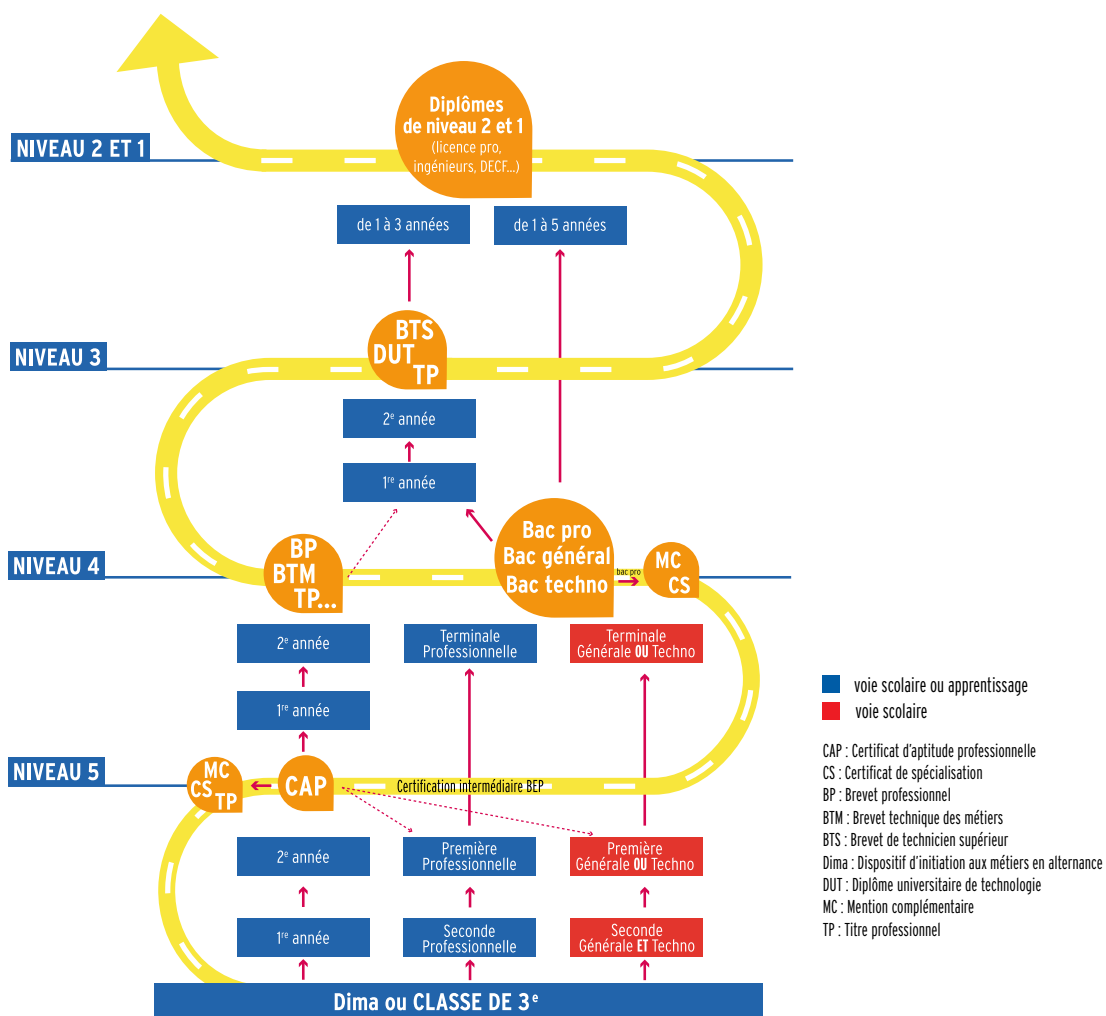 Diplômes
de niveau 2 et 1
(licence pro,
ingénieurs, DECF...)
NIVEAU 2 ET 1
de 1 à 3 années
de 1 à 5 années
BTS
DUT
TP
NIVEAU 3
2e année
1re année
Bac pro
Bac général
Bac techno
BP
BTM
TP...
NIVEAU 4
bac pro
MC
CS
2e année
Terminale
Professionnelle
Terminale
Générale OU Techno
1re année
NIVEAU 5
MC
CS
TP
CAP
Certification intermédiaire BEP
2e année
Première
Professionnelle
Première
Générale OU Techno
1re année
Seconde
Professionnelle
Seconde
Générale ET Techno
Dima ou CLASSE DE 3e
voie scolaire ou apprentissage
voie scolaire
CAP : Certificat d'aptitude professionnelle
CS : Certificat de spécialisation
BP : Brevet professionnel
BTM : Brevet technique des métiers
BTS : Brevet de technicien supérieur
Dima : Dispositif d'initiation aux métiers en alternance
DUT : Diplôme universitaire de technologie
MC : Mention complémentaire
TP : Titre professionnel